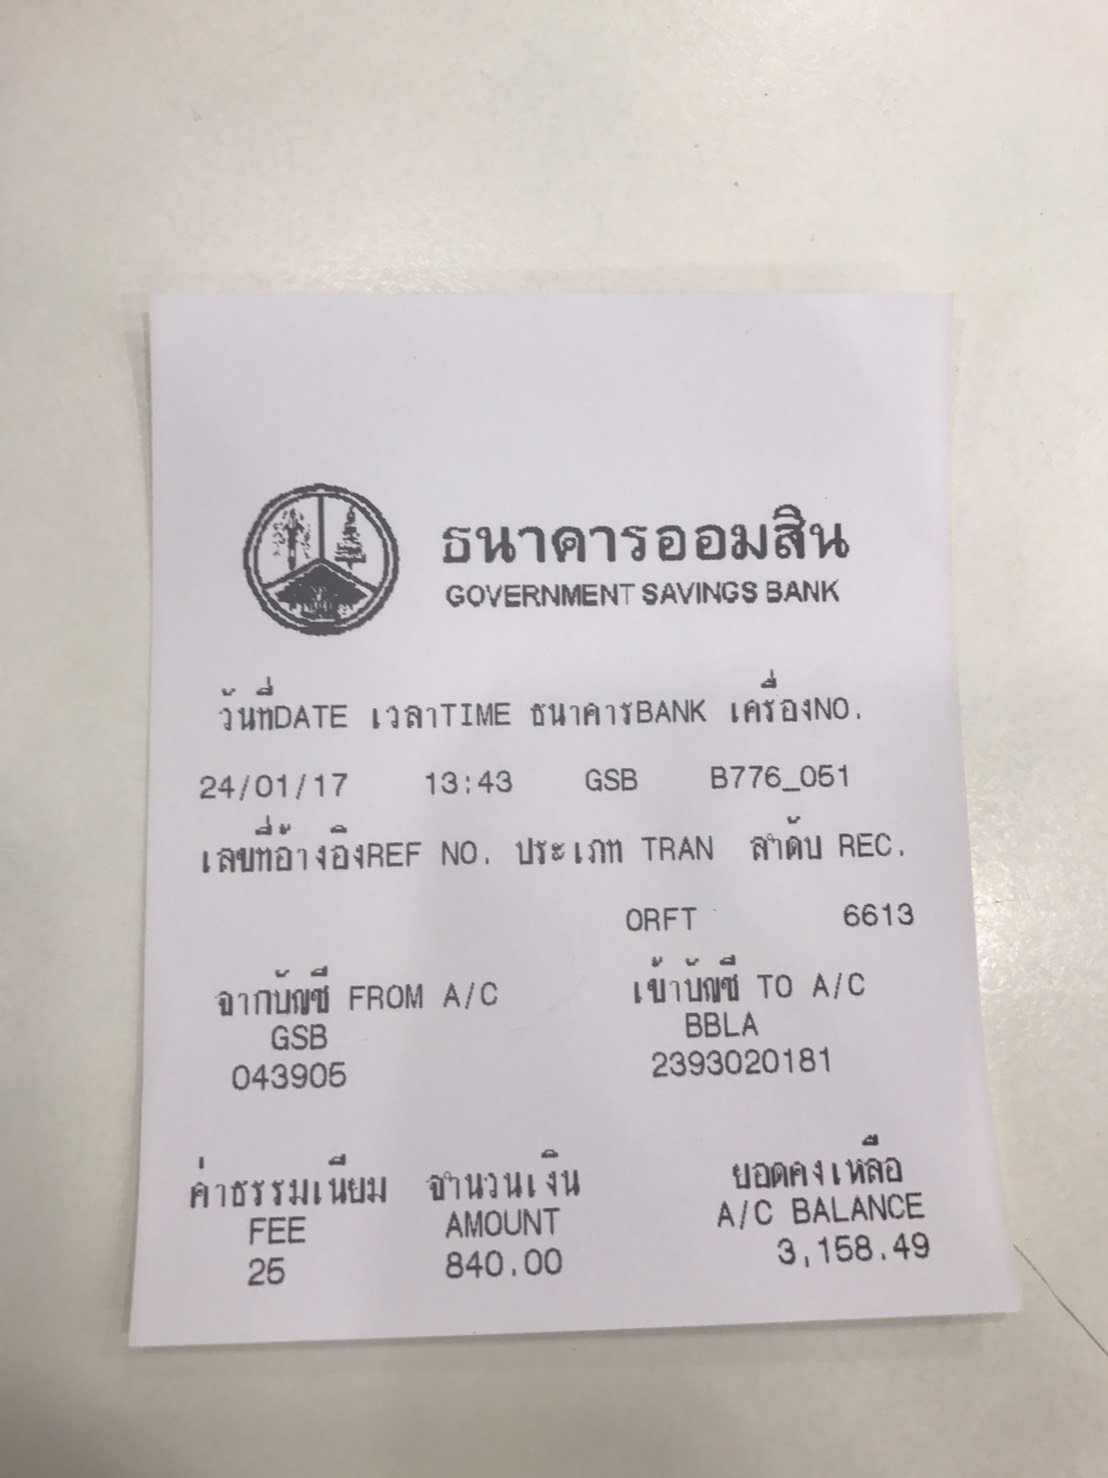 ธนาคารออมสิน
GOVERNMENT SAVINGS BANK
วันที่DATE เวลาTIME ธนาคารBANK เครื่องNO.
24/01/17 13:43 GSB B776_051
เลขที่อ้างอิงREF NO. ประเภท TRAN ลำดับ REC.
ORFT 6613
จากบัญชี FROM A/C เข้าบัญชี TO A/C
GSB BBLA
043905 2393020181
ค่าธรรมเนียม จำนวนเงิน ยอดคงเหลือ
FEE AMOUNT A/C BALANCE
25 840.00 3,158.49